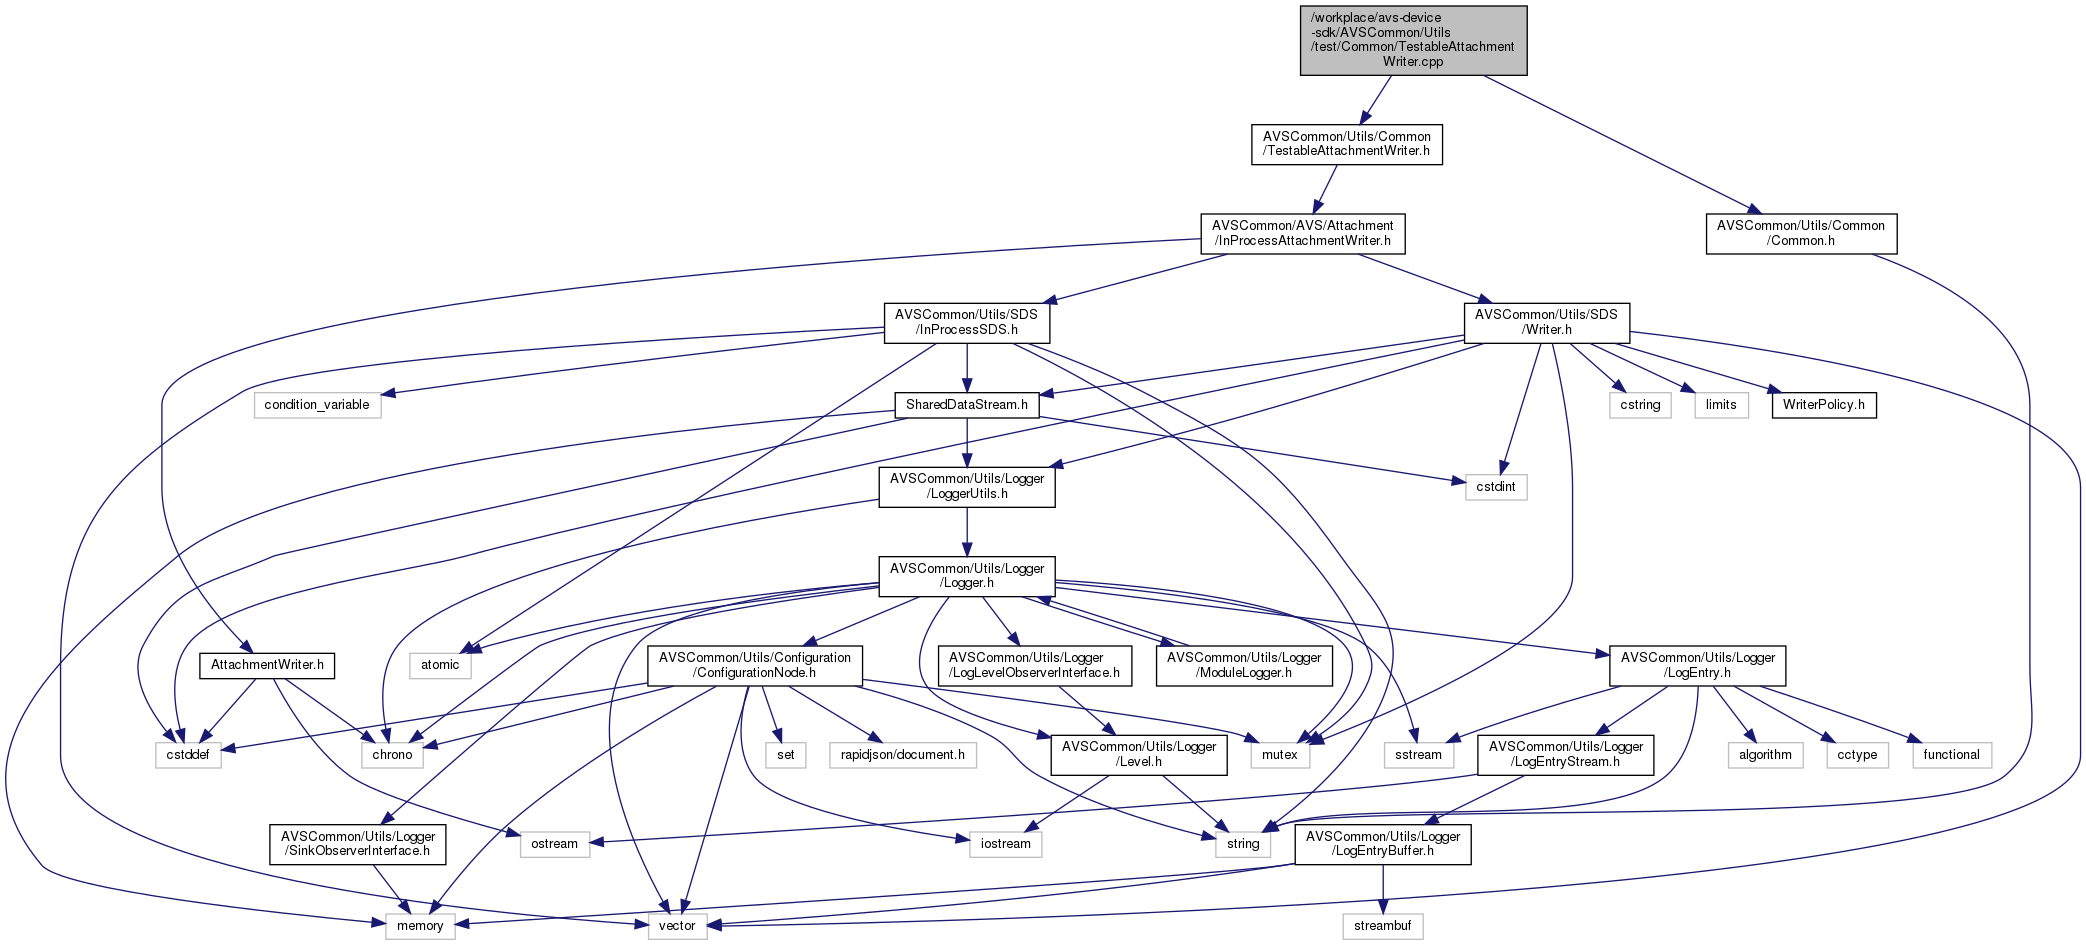 /workplace/avs-device
-sdk/AVSCommon/Utils
/test/Common/TestableAttachment
Writer.cpp
AVSCommon/Utils/Common
/TestableAttachmentWriter.h
AVSCommon/AVS/Attachment
/InProcessAttachmentWriter.h
AVSCommon/Utils/Common
/Common.h
AVSCommon/Utils/SDS
/InProcessSDS.h
AVSCommon/Utils/SDS
/Writer.h
condition_variable
SharedDataStream.h
cstring
limits
WriterPolicy.h
AVSCommon/Utils/Logger
/LoggerUtils.h
cstdint
AVSCommon/Utils/Logger
/Logger.h
AttachmentWriter.h
atomic
AVSCommon/Utils/Configuration
/ConfigurationNode.h
AVSCommon/Utils/Logger
/LogLevelObserverInterface.h
AVSCommon/Utils/Logger
/ModuleLogger.h
AVSCommon/Utils/Logger
/LogEntry.h
cstddef
chrono
set
rapidjson/document.h
AVSCommon/Utils/Logger
/Level.h
mutex
sstream
AVSCommon/Utils/Logger
/LogEntryStream.h
algorithm
cctype
functional
AVSCommon/Utils/Logger
/SinkObserverInterface.h
ostream
iostream
string
AVSCommon/Utils/Logger
/LogEntryBuffer.h
memory
vector
streambuf